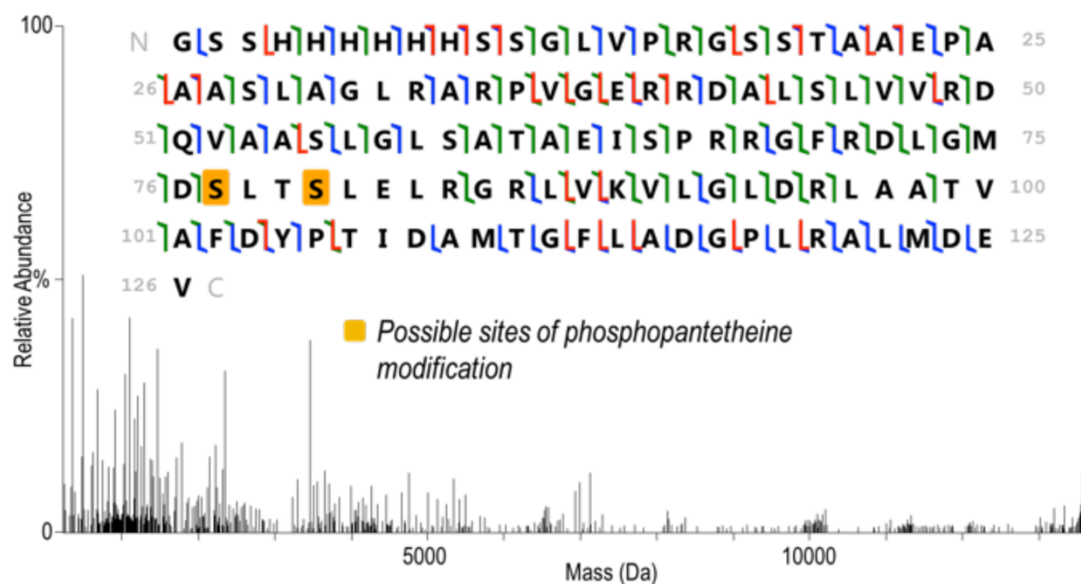 100
N G S S H H H H H H S S G L V P R G S S T A A E P A 25
26 A A S L A G L R A R P V G E R R D A L S L V V R D 50
51 Q V A A S L G L S A T A E I S P R R G F R D L G M 75
76 D S L T S L E L R G R L V K V L G L D R L A A T V 100
101 A F D Y P T I D A M T G F L A D G P L R A L M D E 125
126 V C
Relative Abundance
%
Possible sites of phosphopantetheine
modification
0
5000
10000
Mass (Da)